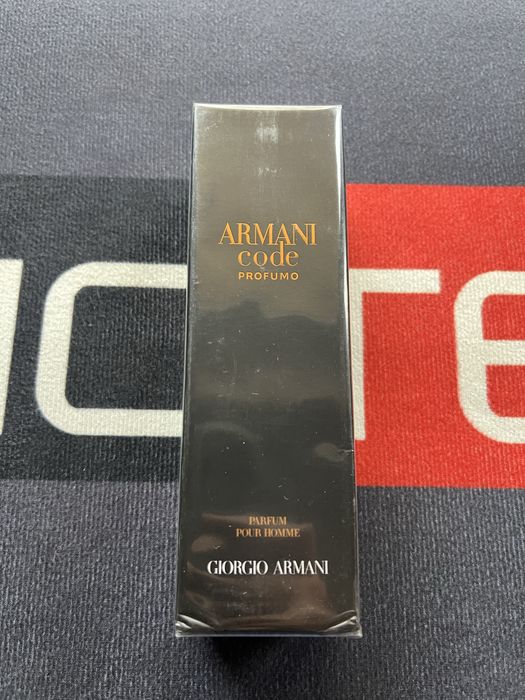 ARMANI
code
PROFUMO
PARFUM
POUR HOMME
GIORGIO ARMANI